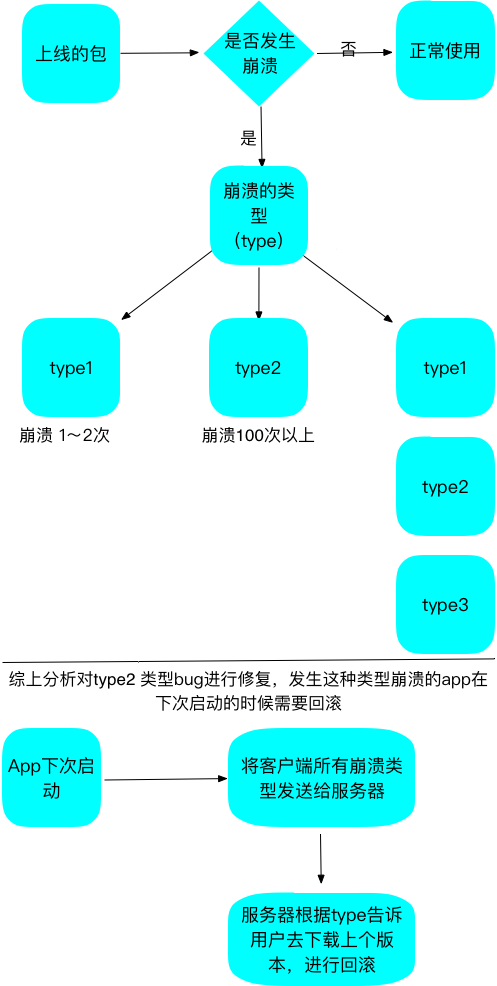 上线的包
是否发生
崩溃
否
正常使用
是
崩溃的类
型
（type）
type1
type2
type1
崩溃 1～2次
崩溃100次以上
type2
type3
综上分析对type2 类型bug进行修复，发生这种类型崩溃的app在
下次启动的时候需要回滚
App下次启
动
将客户端所有崩溃类
型发送给服务器
服务器根据type告诉
用户去下载上个版
本，进行回滚